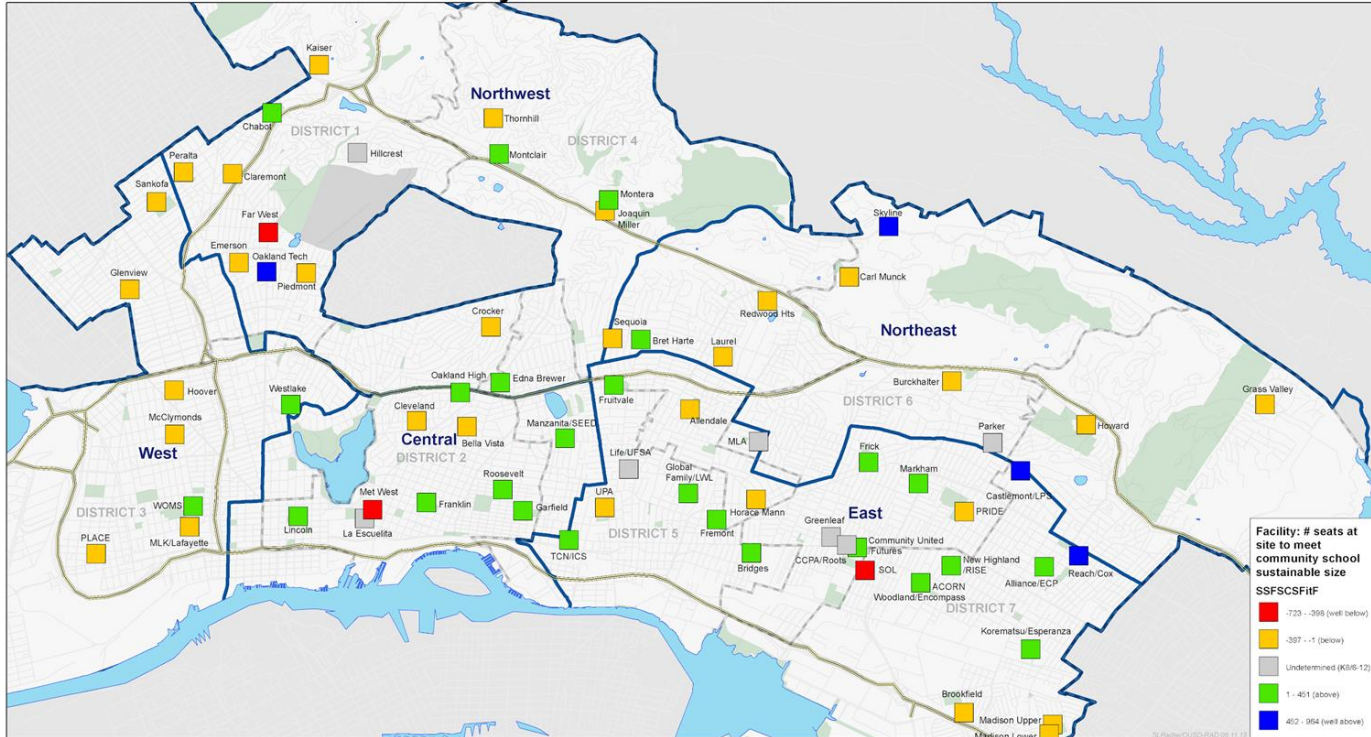 Kaiser
Northwest
Thornhill
Chabot
DISTRICT 1
DISTRICT 4
Hillcrest
Montclair
Peralta
Claremont
Sankofa
Montera
Joaquin
Miller
Far West
Skyline
Emerson
Oakland Tech
Piedmont
Glenview
Carl Munck
Redwood Hts
Crocker
Sequoia
Bret Harte
Northeast
Laurel
Hoover
Westlake
Oakland High
Edna Brewer
Fruitvale
Burckhalter
Grass Valley
McClymonds
Cleveland
Allendale
DISTRICT 6
Howard
Manzanita/SEED
Central
Bella Vista
MLA
Parker
West
DISTRICT 2
Life/UFSA
Frick
Global
Family/LWL
Markham
Castlemont/LPS
Roosevelt
Met West
UPA
Horace Mann
East
PRIDE
WOMS
Franklin
Garfield
DISTRICT 3
DISTRICT 5
Lincoln
La Escuelita
Fremont
Greenleaf
MLK/Lafayette
PLACE
TCN/ICS
Community United
/Futures
CCPA/Roots
Bridges
SOL
New Highland
/RISE
Reach/Cox
Alliance/ECP
ACORN
Woodland/Encompass
DISTRICT 7
Korematsu/Esperanza
Brookfield
Madison Upper
Madison Lower
Facility: # seats at
site to meet
community school
sustainable size
SSFSCSFitF
-723 - -398 (well below)
-397 - -1 (below)
Undetermined (K8/6-12)
1 - 451 (above)
452 - 964 (well above)